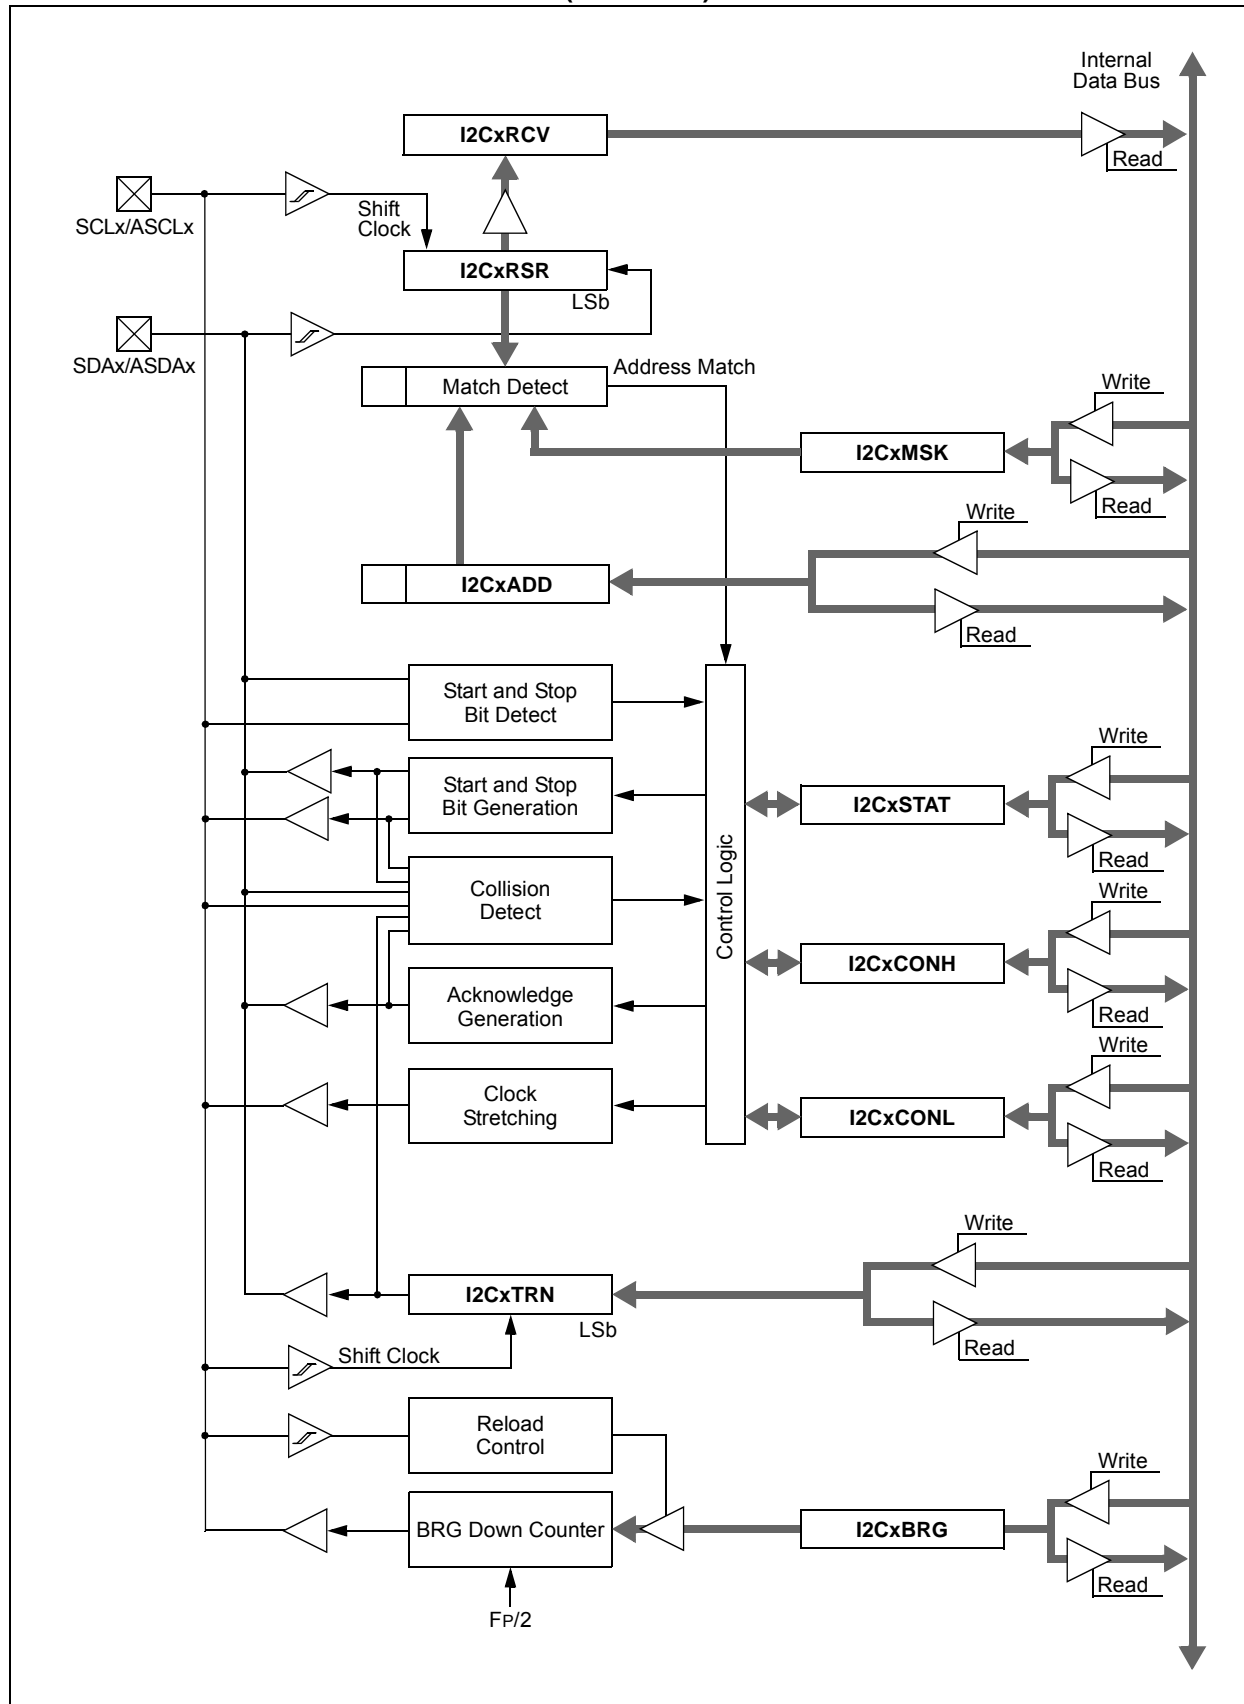 Internal
Data Bus
I2CxRCV
Read
Shift
Clock
SCLx/ASCLx
I2CxRSR
LSb
SDAx/ASDAx
Address Match
Match Detect
Write
I2CxMSK
Read
Write
I2CxADD
Read
Start and Stop
Bit Detect
Write
Start and Stop
Bit Generation
I2CxSTAT
Read
Control Logic
Collision
Detect
Write
I2CxCONH
Acknowledge
Generation
Read
Write
Clock
Stretching
I2CxCONL
Read
Write
I2CxTRN
LSb
Read
Shift Clock
Reload
Control
Write
BRG Down Counter
I2CxBRG
Read
FP/2